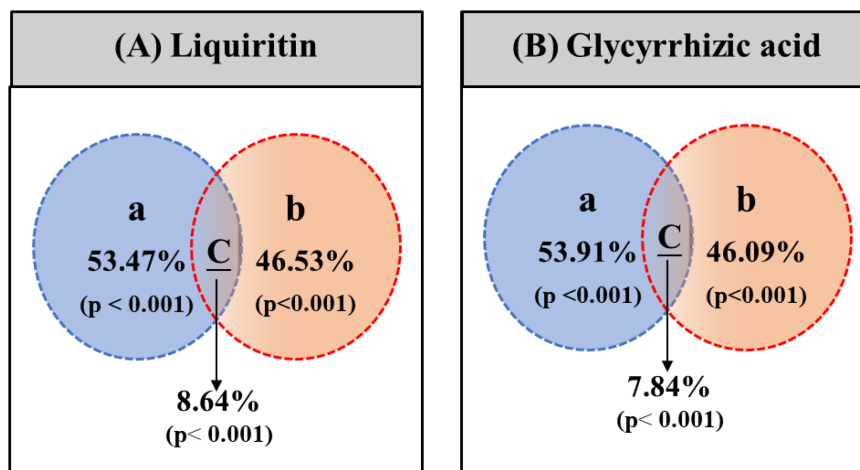 (A) Liquiritin
a
b
53.47%
C
46.53%
(p < 0.001)
(p<0.001)
8.64%
(p< 0.001)
(B) Glycyrrhizic acid
a
b
53.91%
C
46.09%
(p <0.001)
(p<0.001)
7.84%
(p< 0.001)